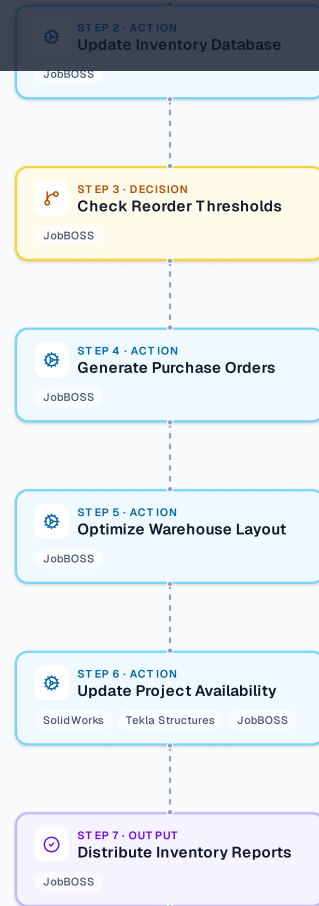 STEP 2 · ACTION
Update Inventory Database
JobBOSS
STEP 3 · DECISION
Check Reorder Thresholds
JobBOSS
STEP 4 · ACTION
Generate Purchase Orders
JobBOSS
STEP 5 · ACTION
Optimize Warehouse Layout
JobBOSS
STEP 6 · ACTION
Update Project Availability
SolidWorks Tekla Structures JobBOSS
STEP 7 · OUTPUT
Distribute Inventory Reports
JobBOSS